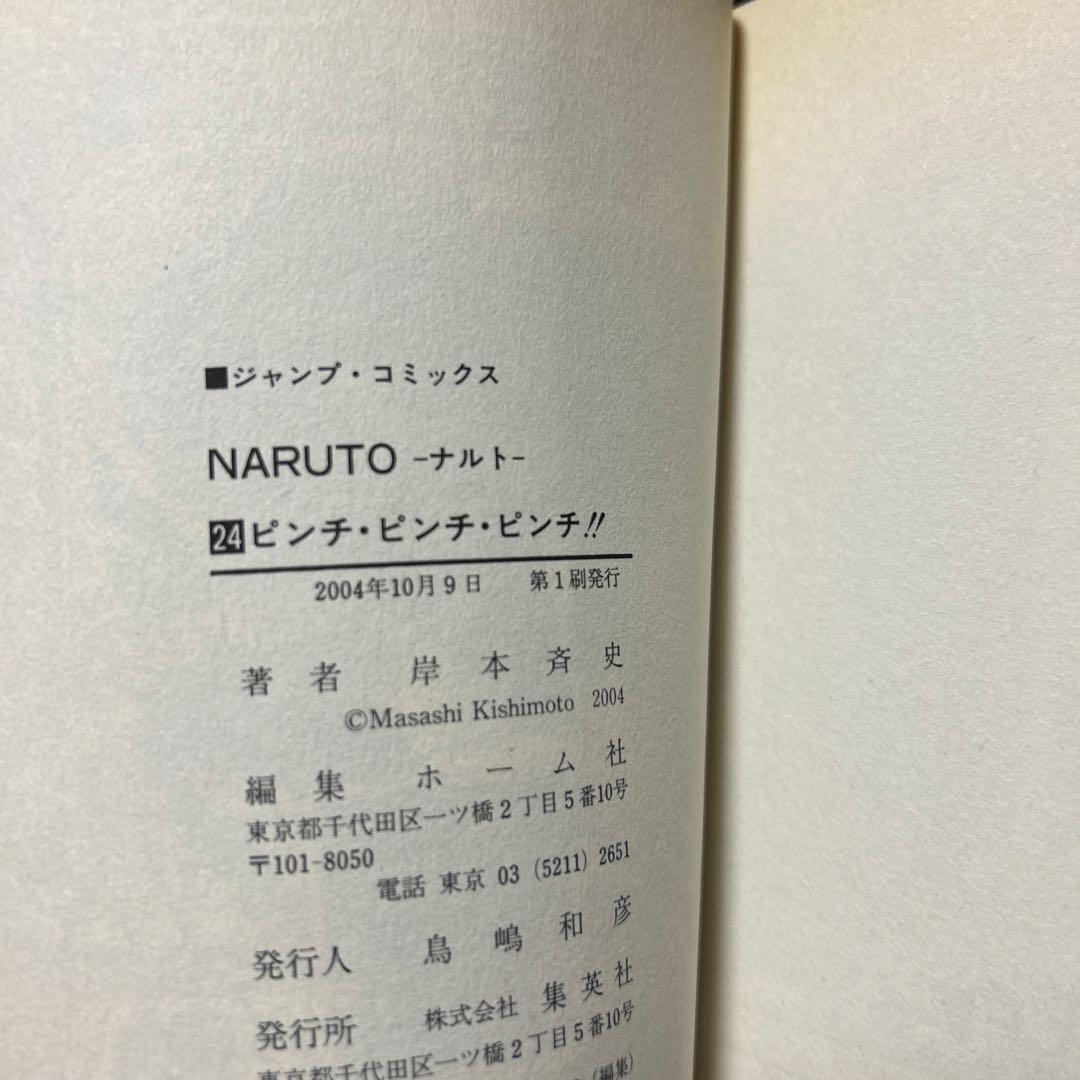 ■ジャンプ・コミックス
NARUTO -ナルト-
24ピンチ・ピンチ・ピンチ!!
2004年10月9日 第1刷発行
著者 岸本斉史
©Masashi Kishimoto 2004
編集 ホーム社
東京都千代田区一ツ橋2丁目5番10号
〒101-8050
電話 東京 03 (5211) 2651
発行人 鳥嶋和彦
発行所 株式会社 集英社
東京都千代田区一ツ橋2丁目5番10号
(編集)